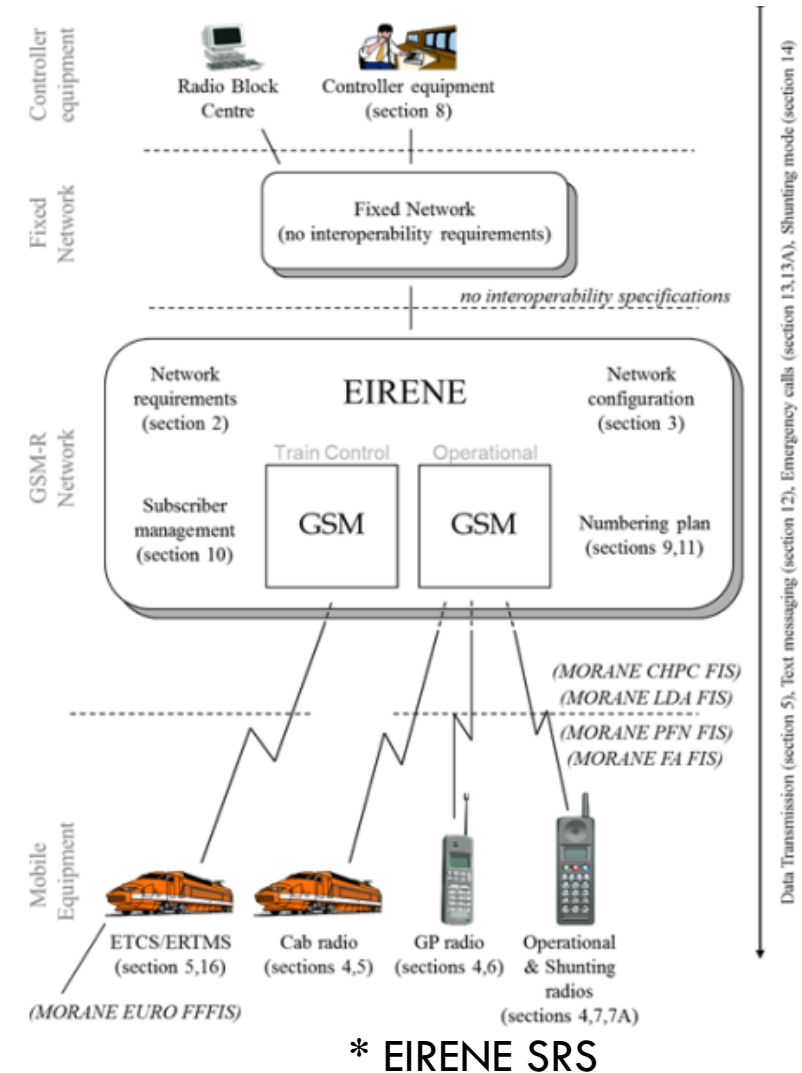 Controller
equipment
Radio Block
Centre
Controller equipment
(section 8)
Fixed
Network
Fixed Network
(no interoperability requirements)
no interoperability specifications
GSM-R
Network
Network
requirements
(section 2)
EIRENE
Network
configuration
(section 3)
Train Control
Operational
Subscriber
management
(section 10)
GSM
GSM
Numbering plan
(sections 9,11)
(MORANE CHPC FIS)
(MORANE LDA FIS)
(MORANE PFN FIS)
(MORANE FA FIS)
Mobile
Equipment
ETCS/ERTMS
(section 5,16)
Cab radio
(sections 4,5)
GP radio
(sections 4,6)
Operational
& Shunting
radios
(sections 4,7,7A)
(MORANE EURO FFFIS)
Data Transmission (section 5), Text messaging (section 12), Emergency calls (section 13,13A), Shunting mode (section 14)
* EIRENE SRS